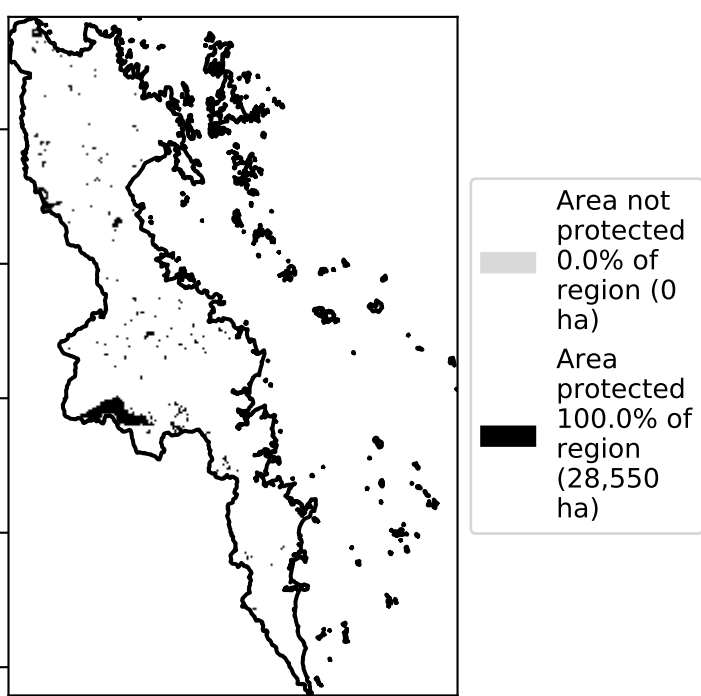 Area not
protected
0.0% of
region (0
ha)
Area
protected
100.0% of
region
(28,550
ha)